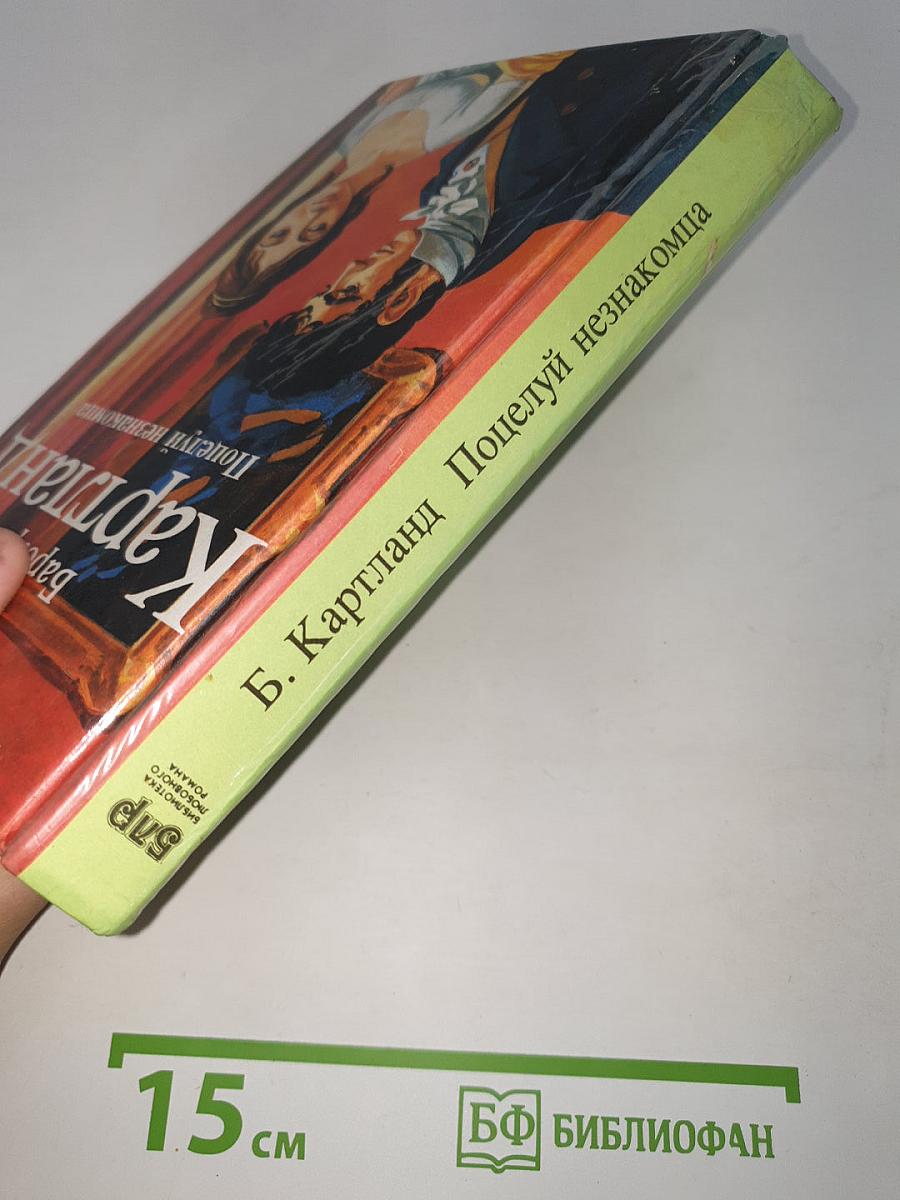 Картланд
Поцелуй незнакомца
Б. Картланд Поцелуй незнакомца
БЛР
БИБЛИОТЕКА
ЛЮБОВНОГО
РОМАНА
15 см
БФ БИБЛИОФАН